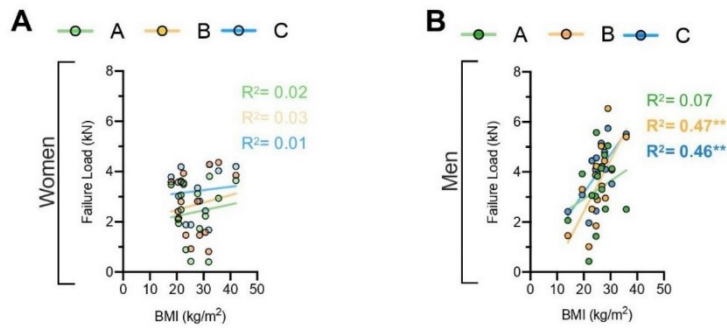 A
A B C
Women
Failure Load (kN)
8
6
4
2
0
R²= 0.02
R²= 0.03
R²= 0.01
0 10 20 30 40 50
BMI (kg/m²)
B
A B C
Men
Failure Load (kN)
8
6
4
2
0
R²= 0.07
R²= 0.47**
R²= 0.46**
0 10 20 30 40 50
BMI (kg/m²)